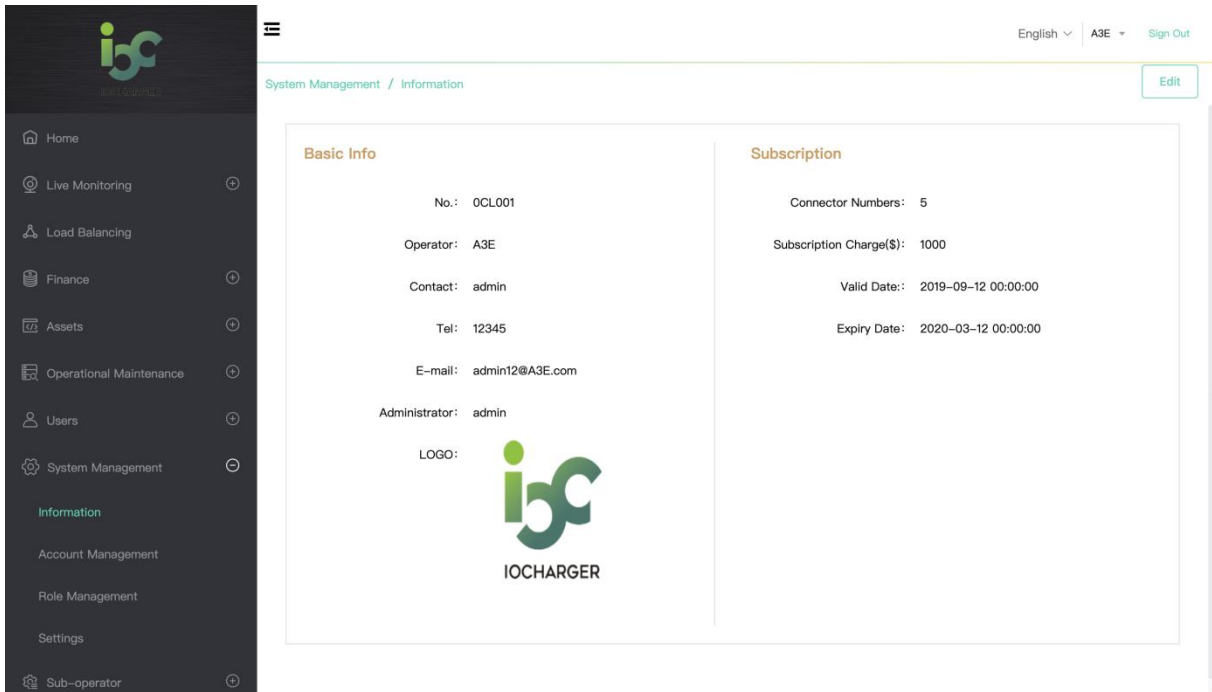 ioc
IOCHARGER
English
A3E
Sign Out
System Management / Information
Edit
Home
Live Monitoring
Load Balancing
Finance
Assets
Operational Maintenance
Users
System Management
Information
Account Management
Role Management
Settings
Sub-operator
Basic Info
No.: 0CL001
Operator: A3E
Contact: admin
Tel: 12345
E-mail: admin12@A3E.com
Administrator: admin
LOGO:
ioc
IOCHARGER
Subscription
Connector Numbers: 5
Subscription Charge($): 1000
Valid Date:: 2019-09-12 00:00:00
Expiry Date: 2020-03-12 00:00:00